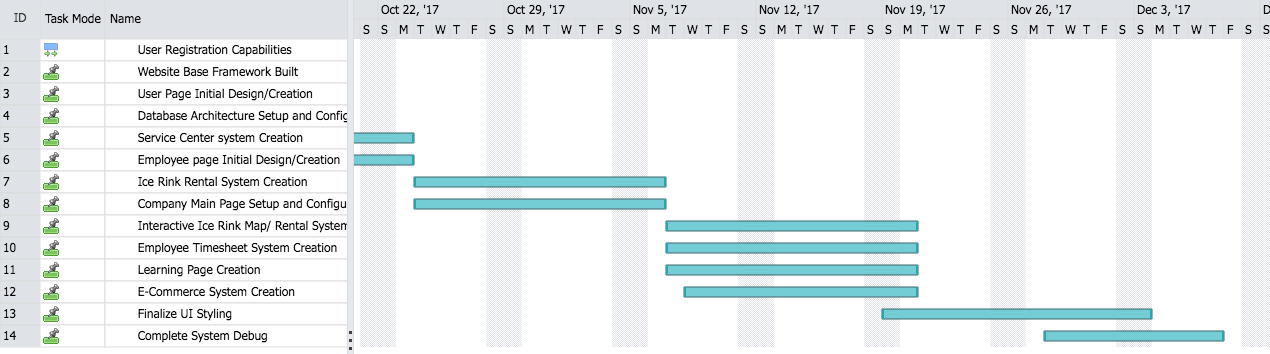 ID Task Mode Name Oct 22, '17 Oct 29, '17 Nov 5, '17 Nov 12, '17 Nov 19, '17 Nov 26, '17 Dec 3, '17 D
S S M T W T F S S M T W T F S S M T W T F S S M T W T F S S M T W T F S S M T W T F S S M T W T F S S
1 User Registration Capabilities
2 Website Base Framework Built
3 User Page Initial Design/Creation
4 Database Architecture Setup and Config
5 Service Center system Creation
6 Employee page Initial Design/Creation
7 Ice Rink Rental System Creation
8 Company Main Page Setup and Configu
9 Interactive Ice Rink Map/ Rental System
10 Employee Timesheet System Creation
11 Learning Page Creation
12 E-Commerce System Creation
13 Finalize UI Styling
14 Complete System Debug